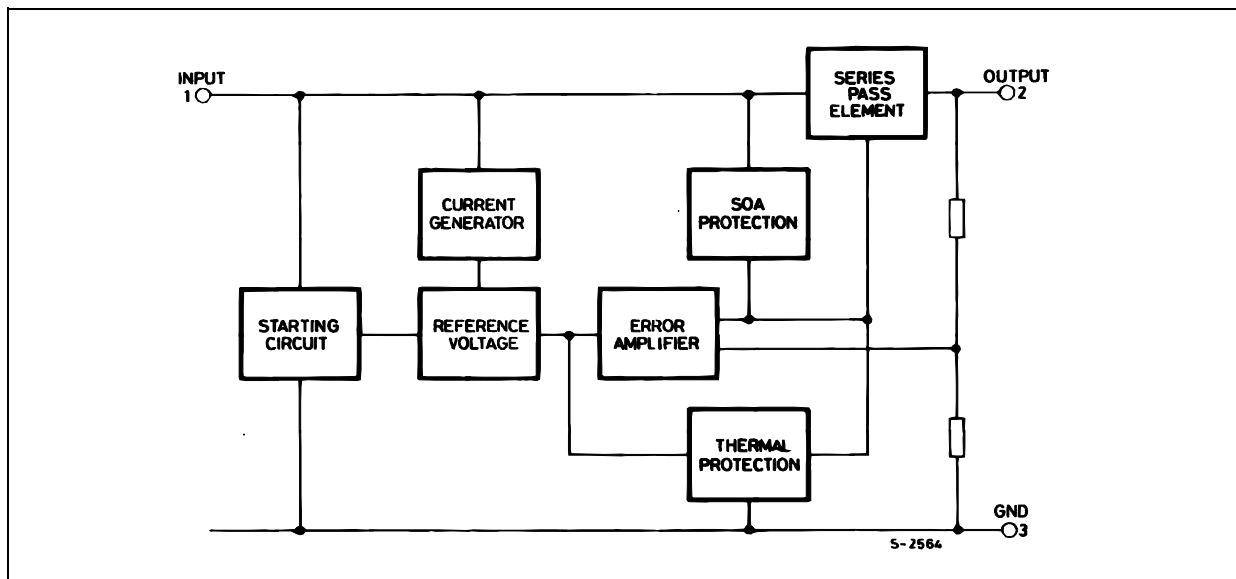 INPUT
1
SERIES
PASS
ELEMENT
OUTPUT
2
CURRENT
GENERATOR
SOA
PROTECTION
STARTING
CIRCUIT
REFERENCE
VOLTAGE
ERROR
AMPLIFIER
THERMAL
PROTECTION
GND
3
S-2564